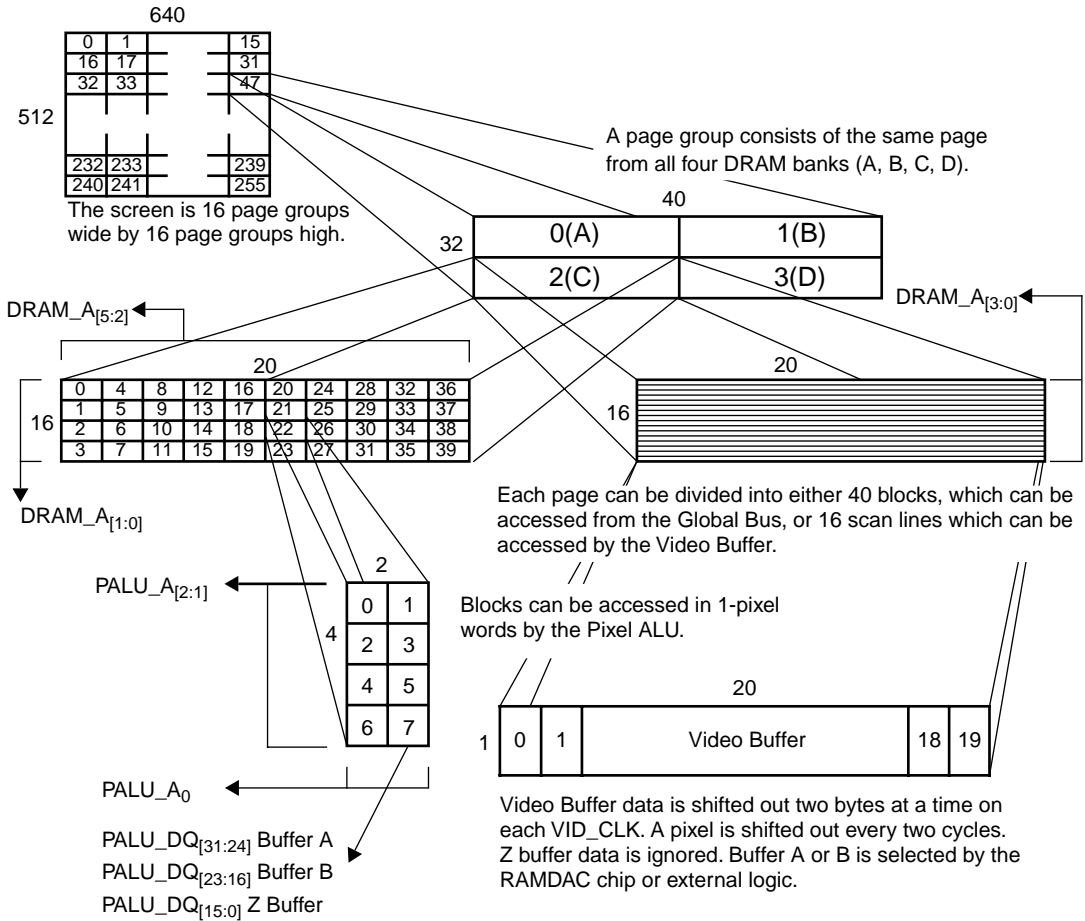 640
0 1 15
16 17 31
32 33 47
512
232 233 239
240 241 255
The screen is 16 page groups
wide by 16 page groups high.
A page group consists of the same page
from all four DRAM banks (A, B, C, D).
40
32
0(A) 1(B)
2(C) 3(D)
DRAM_A[5:2]
DRAM_A[3:0]
20
16
0 4 8 12 16 20 24 28 32 36
1 5 9 13 17 21 25 29 33 37
2 6 10 14 18 22 26 30 34 38
3 7 11 15 19 23 27 31 35 39
DRAM_A[1:0]
20
16
Each page can be divided into either 40 blocks, which can be
accessed from the Global Bus, or 16 scan lines which can be
accessed by the Video Buffer.
PALU_A[2:1]
2
4
0 1
2 3
4 5
6 7
Blocks can be accessed in 1-pixel
words by the Pixel ALU.
20
1
0 1 Video Buffer 18 19
PALU_A0
PALU_DQ[31:24] Buffer A
PALU_DQ[23:16] Buffer B
PALU_DQ[15:0] Z Buffer
Video Buffer data is shifted out two bytes at a time on
each VID_CLK. A pixel is shifted out every two cycles.
Z buffer data is ignored. Buffer A or B is selected by the
RAMDAC chip or external logic.